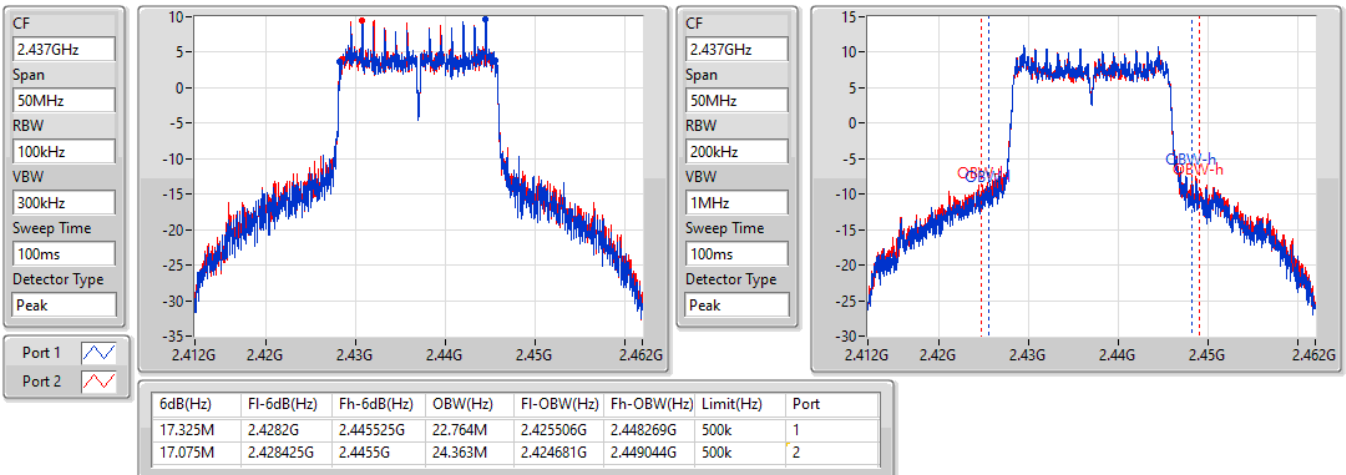 CF
2.437GHz
Span
50MHz
RBW
100kHz
VBW
300kHz
Sweep Time
100ms
Detector Type
Peak
Port 1
Port 2
10
5
0
-5
-10
-15
-20
-25
-30
-35
2.412G 2.42G 2.43G 2.44G 2.45G 2.462G
CF
2.437GHz
Span
50MHz
RBW
200kHz
VBW
1MHz
Sweep Time
100ms
Detector Type
Peak
15
10
5
0
-5
-10
-15
-20
-25
-30
OBW-h
OBW-h
2.412G 2.42G 2.43G 2.44G 2.45G 2.462G
6dB(Hz) Fl-6dB(Hz) Fh-6dB(Hz) OBW(Hz) Fl-OBW(Hz) Fh-OBW(Hz) Limit(Hz) Port
17.325M 2.4282G 2.445525G 22.764M 2.425506G 2.448269G 500k 1
17.075M 2.428425G 2.4455G 24.363M 2.424681G 2.449044G 500k 2